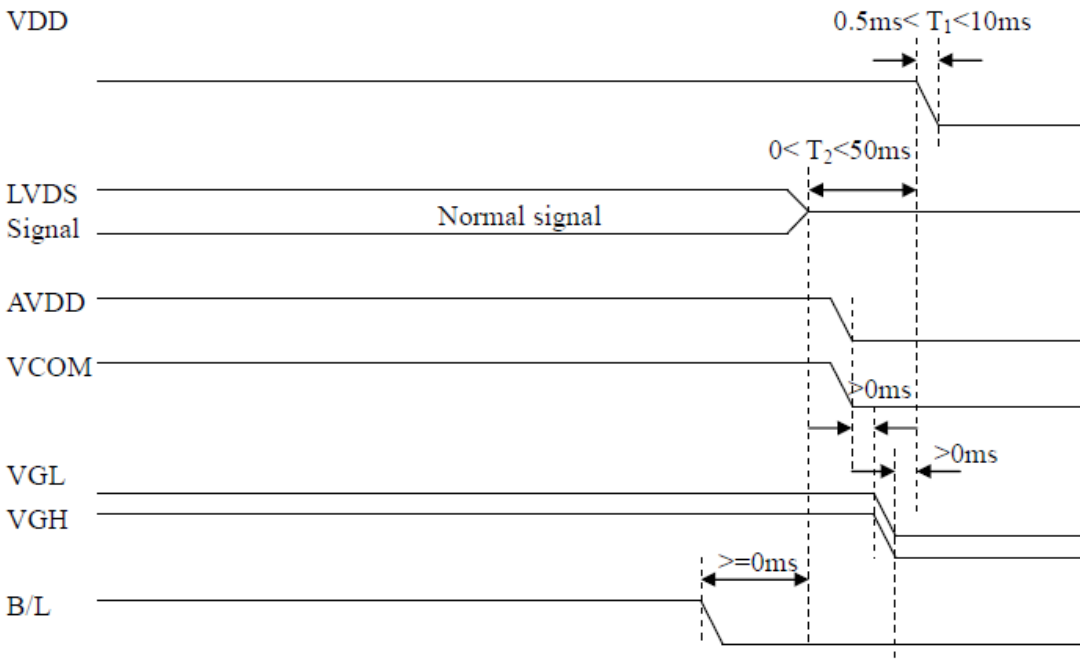 VDD
0.5ms< T₁<10ms
0< T₂<50ms
LVDS
Signal
Normal signal
AVDD
VCOM
>0ms
>0ms
VGL
VGH
>=0ms
B/L